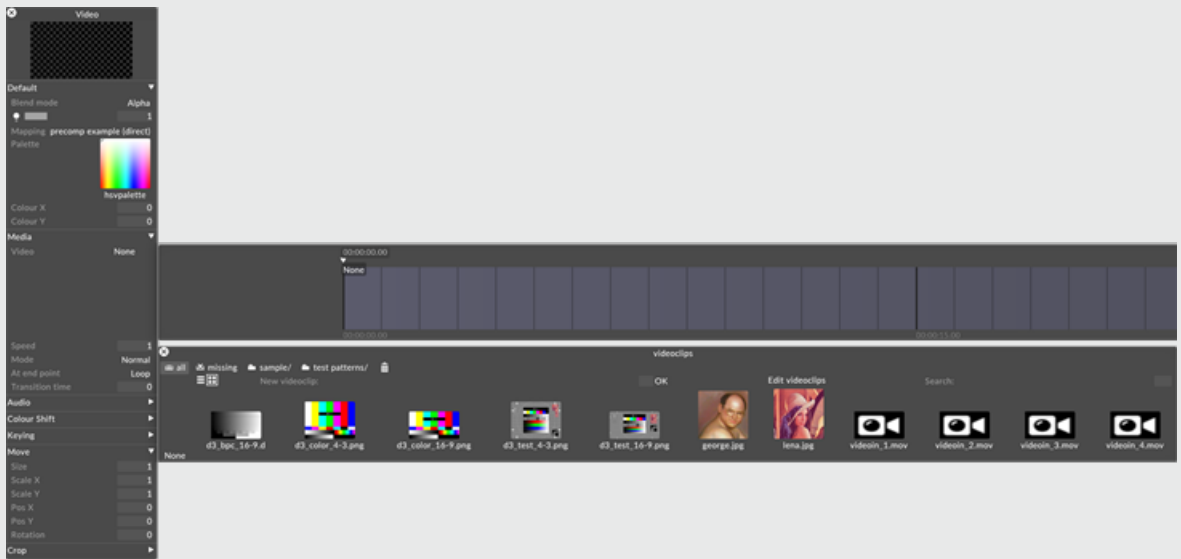 Video
Default
Blend mode Alpha
1
Mapping precomp example (direct)
Palette
hsvpalette
Colour X 0
Colour Y 0
Media
Video None
Speed 1
Mode Normal
At end point Loop
Transition time 0
Audio
Colour Shift
Keying
Move
Size 1
Scale X 1
Scale Y 1
Pos X 0
Pos Y 0
Rotation 0
Crop
00:00:00.00
None
00:00:00.00 00:00:15.00
videoclips
all missing sample/ test patterns/
New videoclip: OK Edit videoclips Search:
d3_bpc_16-9.d d3_color_4-3.png d3_color_16-9.png d3_test_4-3.png d3_test_16-9.png george.jpg lena.jpg videoin_1.mov videoin_2.mov videoin_3.mov videoin_4.mov
None